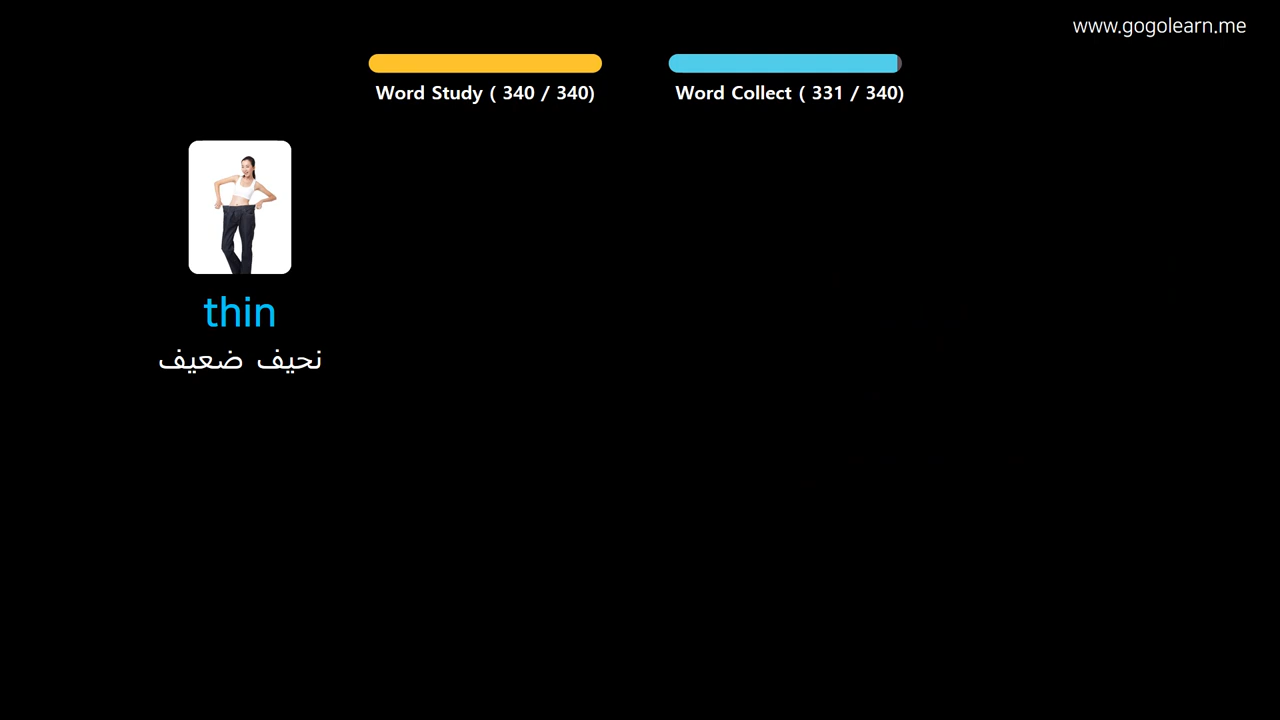 www.gogolearn.me
Word Study ( 340 / 340)
Word Collect ( 331 / 340)
thin
نحيف ضعيف